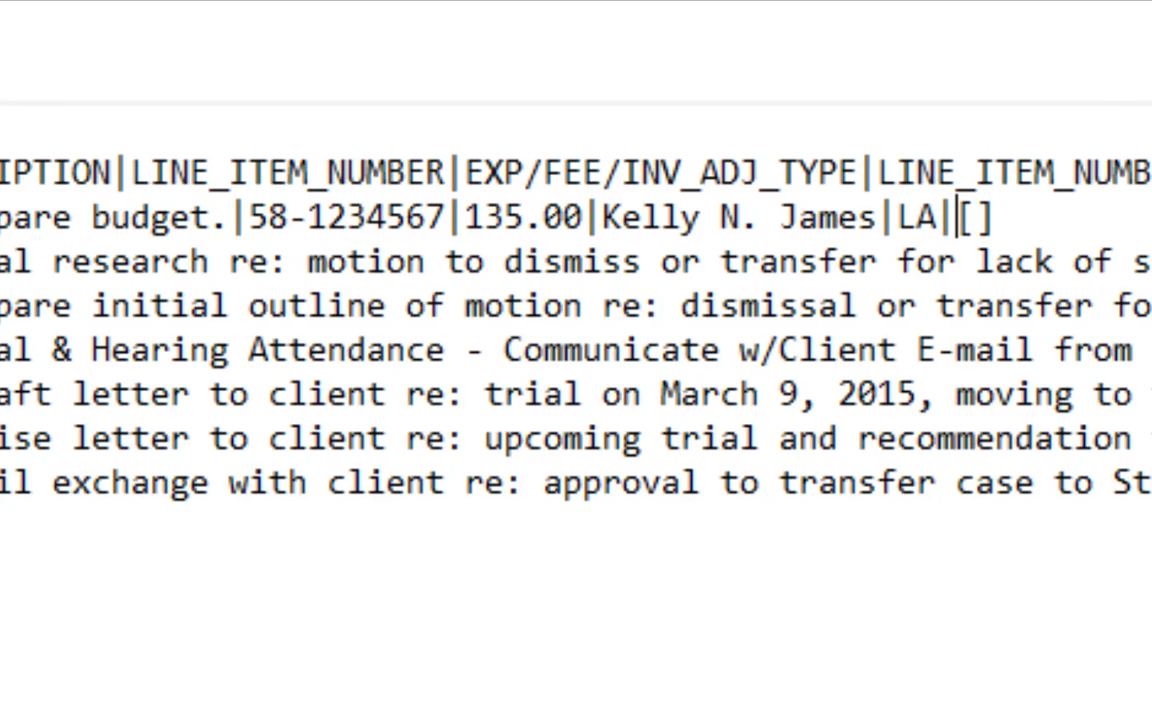 IPTION|LINE_ITEM_NUMBER|EXP/FEE/INV_ADJ_TYPE|LINE_ITEM_NUMB
pare budget.|58-1234567|135.00|Kelly N. James|LA|[]
al research re: motion to dismiss or transfer for lack of s
pare initial outline of motion re: dismissal or transfer fo
al & Hearing Attendance - Communicate w/Client E-mail from
aft letter to client re: trial on March 9, 2015, moving to
ise letter to client re: upcoming trial and recommendation
il exchange with client re: approval to transfer case to St